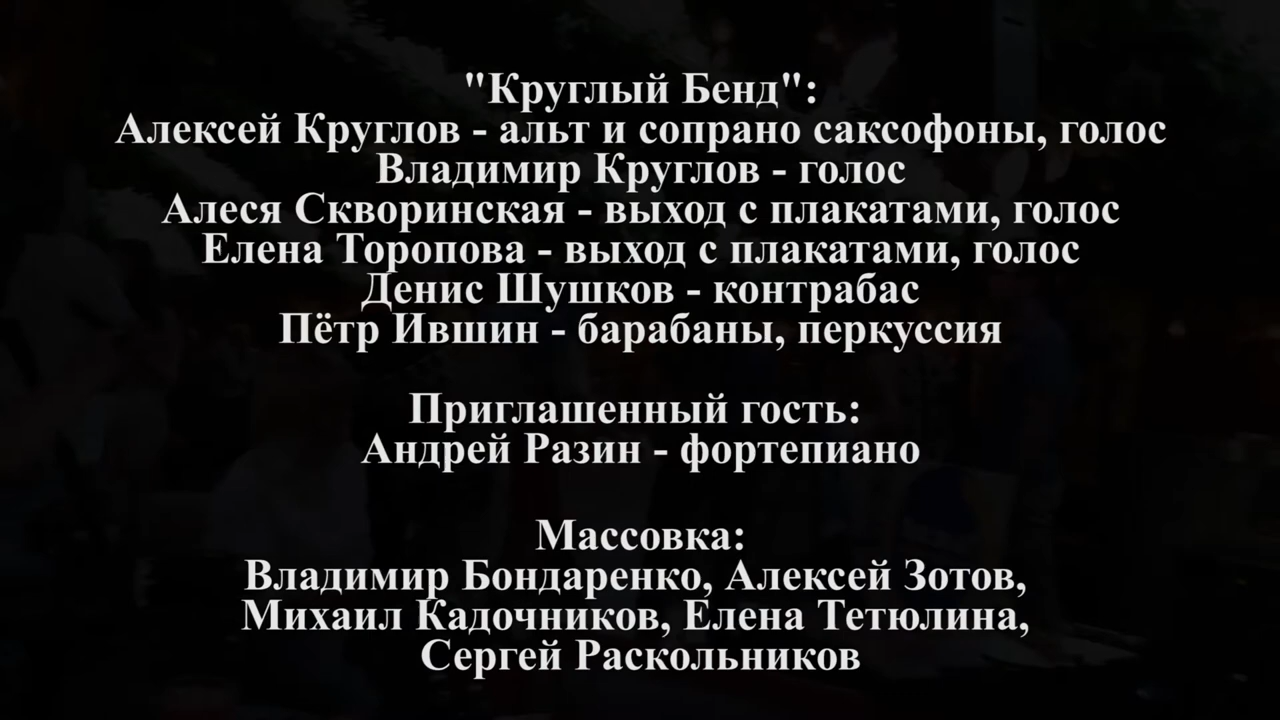 "Круглый Бенд":
Алексей Круглов - альт и сопрано саксофоны, голос
Владимир Круглов - голос
Алеся Скворинская - выход с плакатами, голос
Елена Торопова - выход с плакатами, голос
Денис Шушков - контрабас
Пётр Ившин - барабаны, перкуссия
Приглашенный гость:
Андрей Разин - фортепиано
Массовка:
Владимир Бондаренко, Алексей Зотов,
Михаил Кадочников, Елена Тетюлина,
Сергей Раскольников